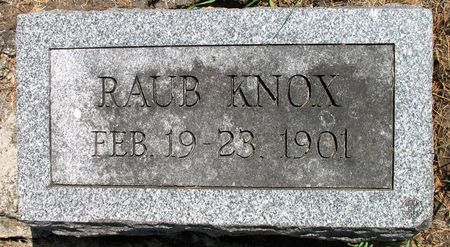 RAUB KNOX
FEB. 19-23, 1901